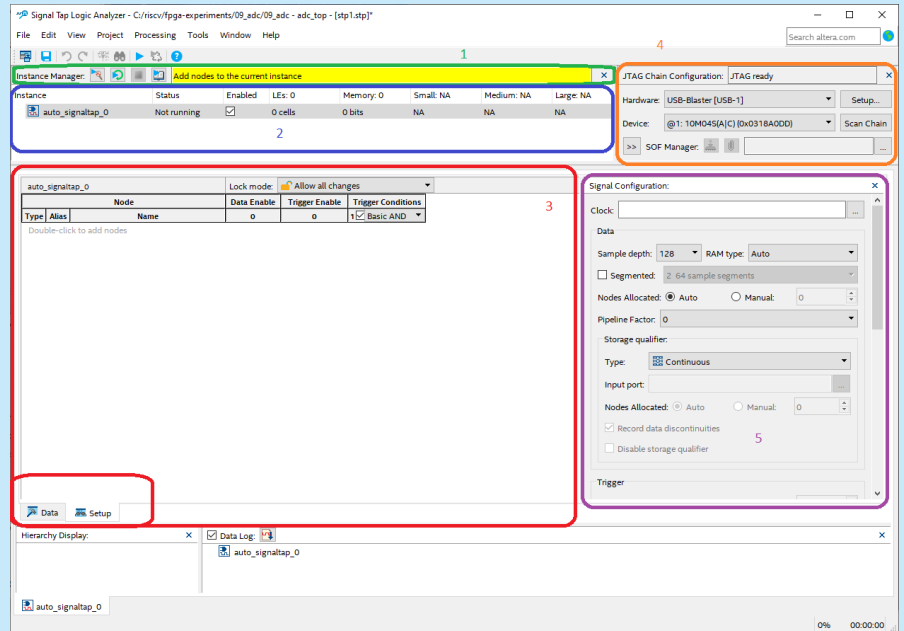 Signal Tap Logic Analyzer - C:/riscv/fpga-experiments/09_adc/09_adc - adc_top - [stp1.stp]*
File Edit View Project Processing Tools Window Help
Search altera.com
1
4
Instance Manager: Add nodes to the current instance
JTAG Chain Configuration: JTAG ready
Instance Status Enabled LEs: 0 Memory: 0 Small: NA Medium: NA Large: NA
auto_signaltap_0 Not running 0 cells 0 bits NA NA NA
2
Hardware: USB-Blaster [USB-1] Setup...
Device: @1: 10M04S(A|C) (0x0318A0DD) Scan Chain
>> SOF Manager: ...
auto_signaltap_0 Lock mode: Allow all changes
Node Data Enable Trigger Enable Trigger Conditions
Type Alias Name 0 0 1 Basic AND
Double-click to add nodes
3
Signal Configuration:
Clock: ...
Data
Sample depth: 128 RAM type: Auto
Segmented: 2 64 sample segments
Nodes Allocated: Auto Manual: 0
Pipeline Factor: 0
Storage qualifier:
Type: Continuous
Input port: ...
Nodes Allocated: Auto Manual: 0
Record data discontinuities
5
Disable storage qualifier
Trigger
Data Setup
Hierarchy Display:
Data Log:
auto_signaltap_0
auto_signaltap_0
0% 00:00:00